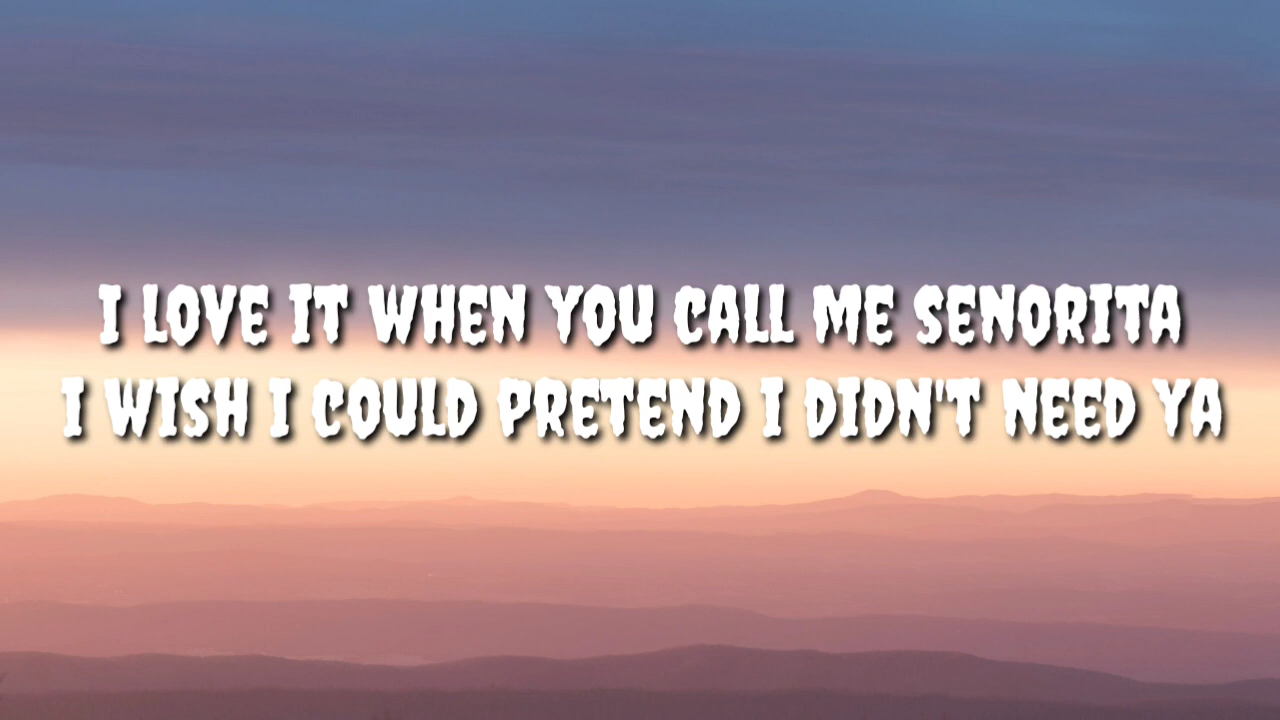 I LOVE IT WHEN YOU CALL ME SENORITA
I WISH I COULD PRETEND I DIDN'T NEED YA